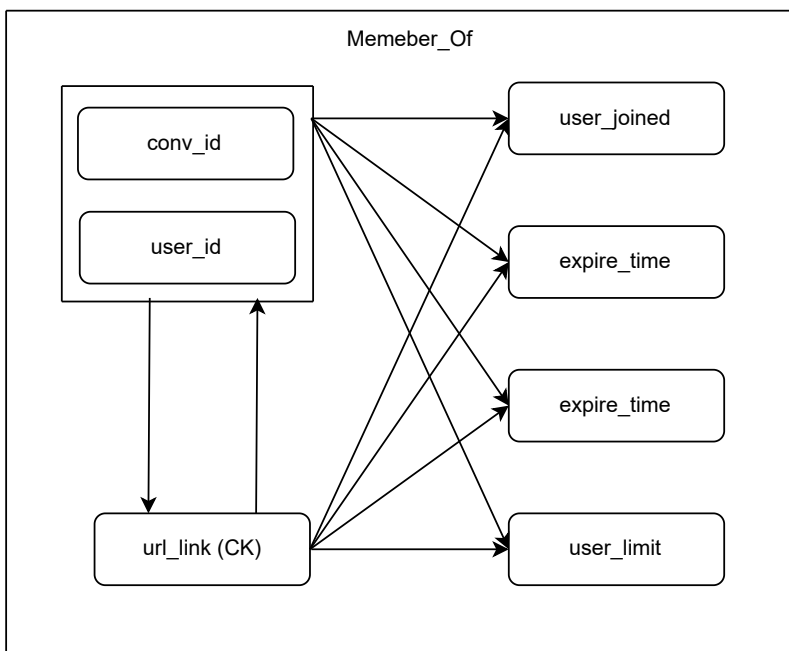 Memeber_Of
conv_id
user_id
url_link (CK)
user_joined
expire_time
expire_time
user_limit